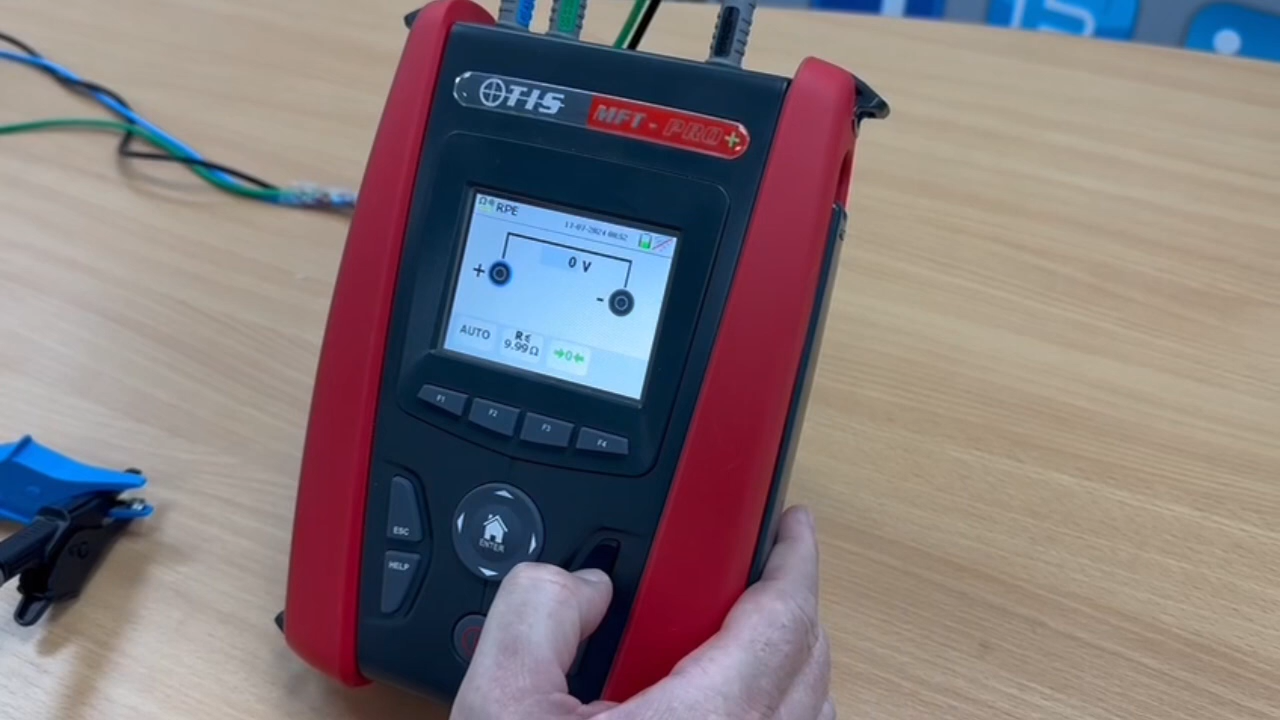 TIS
MFT - PRO+
RPE
0 V
+
-
AUTO
R≤
9.99Ω
→0←
F1
F2
F3
F4
ESC
HELP
ENTER